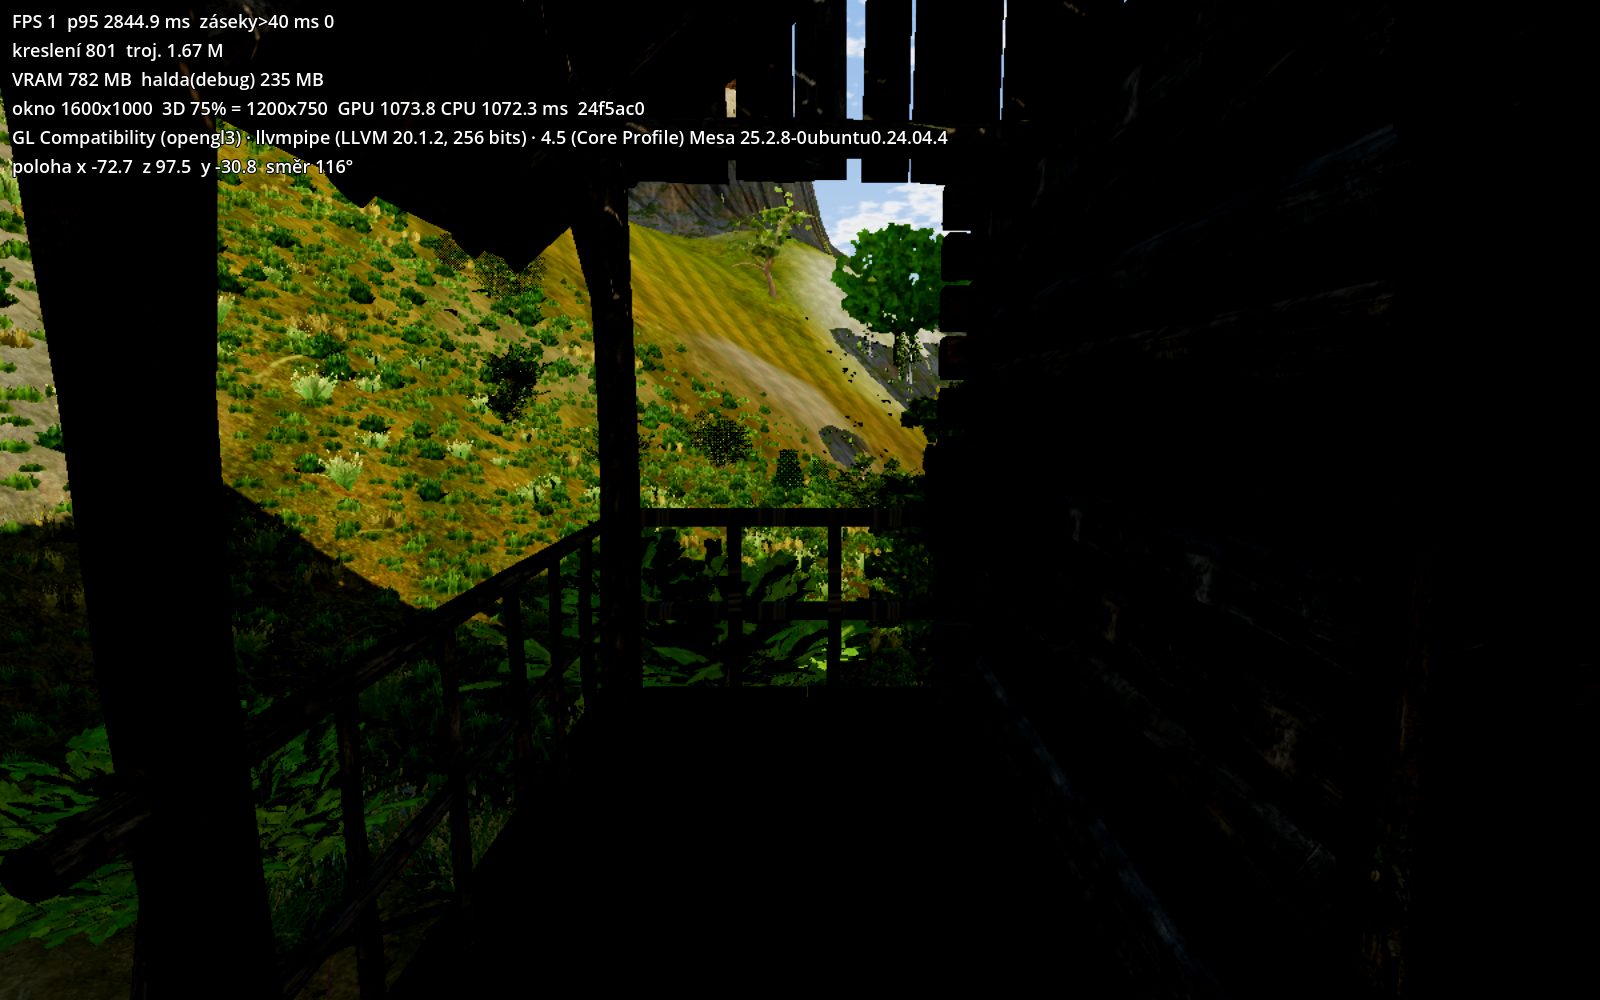 FPS 1  p95 2844.9 ms  záseky>40 ms 0
kreslení 801  troj. 1.67 M
VRAM 782 MB  halda(debug) 235 MB
okno 1600x1000  3D 75% = 1200x750  GPU 1073.8 CPU 1072.3 ms  24f5ac0
GL Compatibility (opengl3) · llvmpipe (LLVM 20.1.2, 256 bits) · 4.5 (Core Profile) Mesa 25.2.8-0ubuntu0.24.04.4
poloha x -72.7  z 97.5  y -30.8  směr 116°